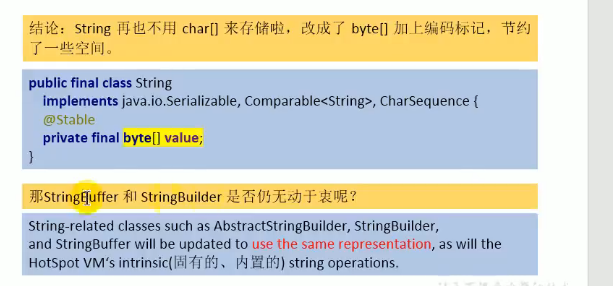 结论：String 再也不用 char[] 来存储啦，改成了 byte[] 加上编码标记，节约
了一些空间。
public final class String
implements java.io.Serializable, Comparable<String>, CharSequence {
@Stable
private final byte[] value;
}
那StringBuffer 和 StringBuilder 是否仍无动于衷呢？
String-related classes such as AbstractStringBuilder, StringBuilder,
and StringBuffer will be updated to use the same representation, as will the
HotSpot VM's intrinsic(固有的、内置的) string operations.